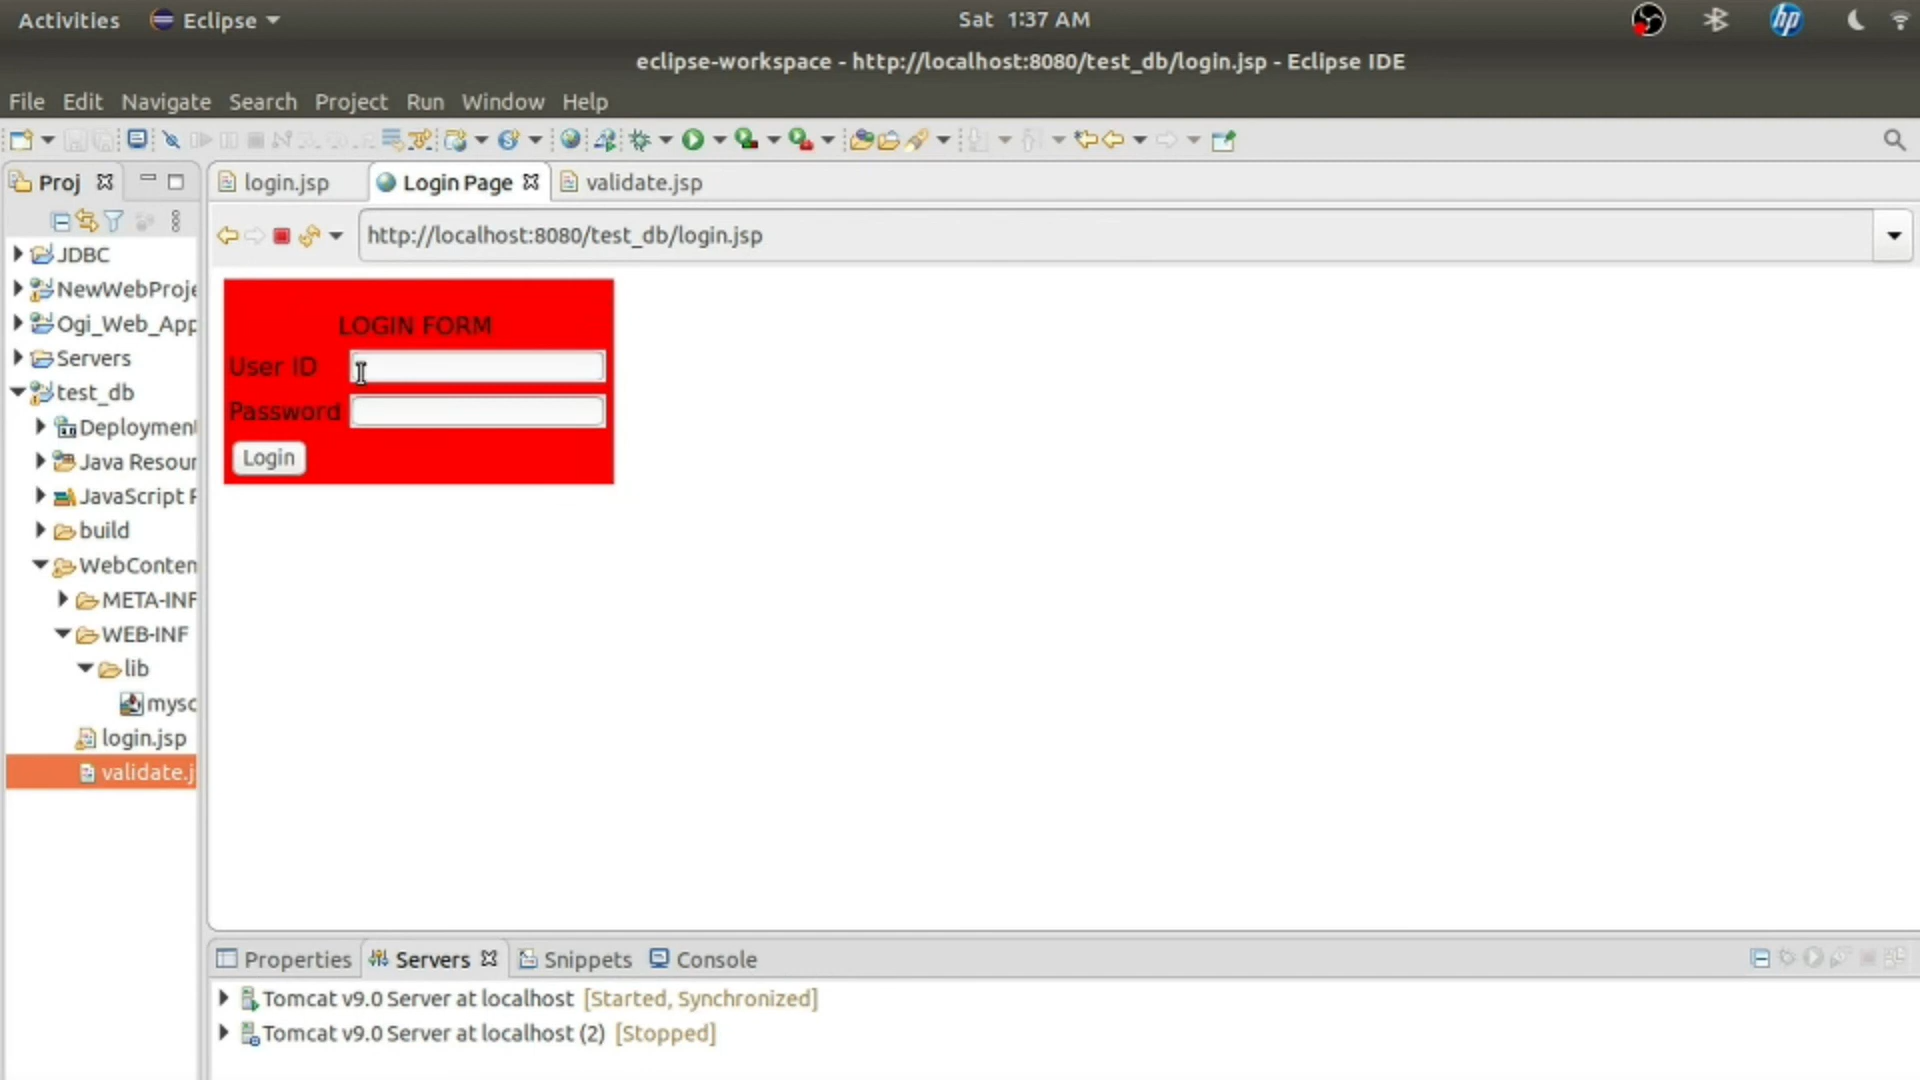 Activities Eclipse Sat 1:37 AM hp
eclipse-workspace - http://localhost:8080/test_db/login.jsp - Eclipse IDE
File Edit Navigate Search Project Run Window Help
Proj login.jsp Login Page validate.jsp
http://localhost:8080/test_db/login.jsp
JDBC
NewWebProje
Ogi_Web_App
Servers
test_db
Deploymen
Java Resour
JavaScript R
build
WebConten
META-INF
WEB-INF
lib
mysc
login.jsp
validate.j
LOGIN FORM
User ID
Password
Login
Properties Servers Snippets Console
Tomcat v9.0 Server at localhost [Started, Synchronized]
Tomcat v9.0 Server at localhost (2) [Stopped]